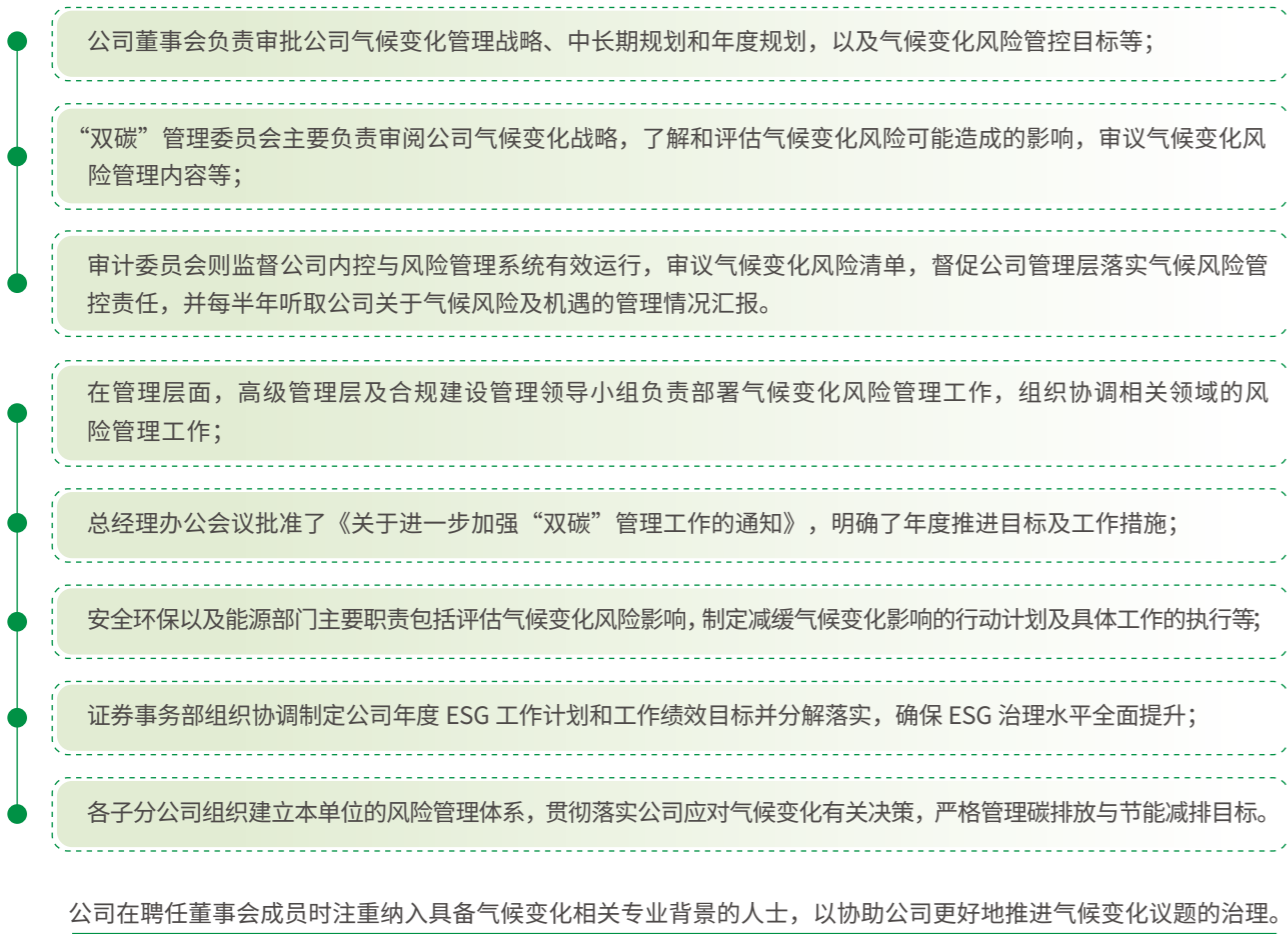 公司董事会负责审批公司气候变化管理战略、中长期规划和年度规划，以及气候变化风险管控目标等；
“双碳”管理委员会主要负责审阅公司气候变化战略，了解和评估气候变化风险可能造成的影响，审议气候变化风
险管理内容等；
审计委员会则监督公司内控与风险管理系统有效运行，审议气候变化风险清单，督促公司管理层落实气候风险管
控责任，并每半年听取公司关于气候风险及机遇的管理情况汇报。
在管理层面，高级管理层及合规建设管理领导小组负责部署气候变化风险管理工作，组织协调相关领域的风
险管理工作；
总经理办公会议批准了《关于进一步加强“双碳”管理工作的通知》，明确了年度推进目标及工作措施；
安全环保以及能源部门主要职责包括评估气候变化风险影响，制定减缓气候变化影响的行动计划及具体工作的执行等；
证券事务部组织协调制定公司年度 ESG 工作计划和工作绩效目标并分解落实，确保 ESG 治理水平全面提升；
各子分公司组织建立本单位的风险管理体系，贯彻落实公司应对气候变化有关决策，严格管理碳排放与节能减排目标。
公司在聘任董事会成员时注重纳入具备气候变化相关专业背景的人士，以协助公司更好地推进气候变化议题的治理。